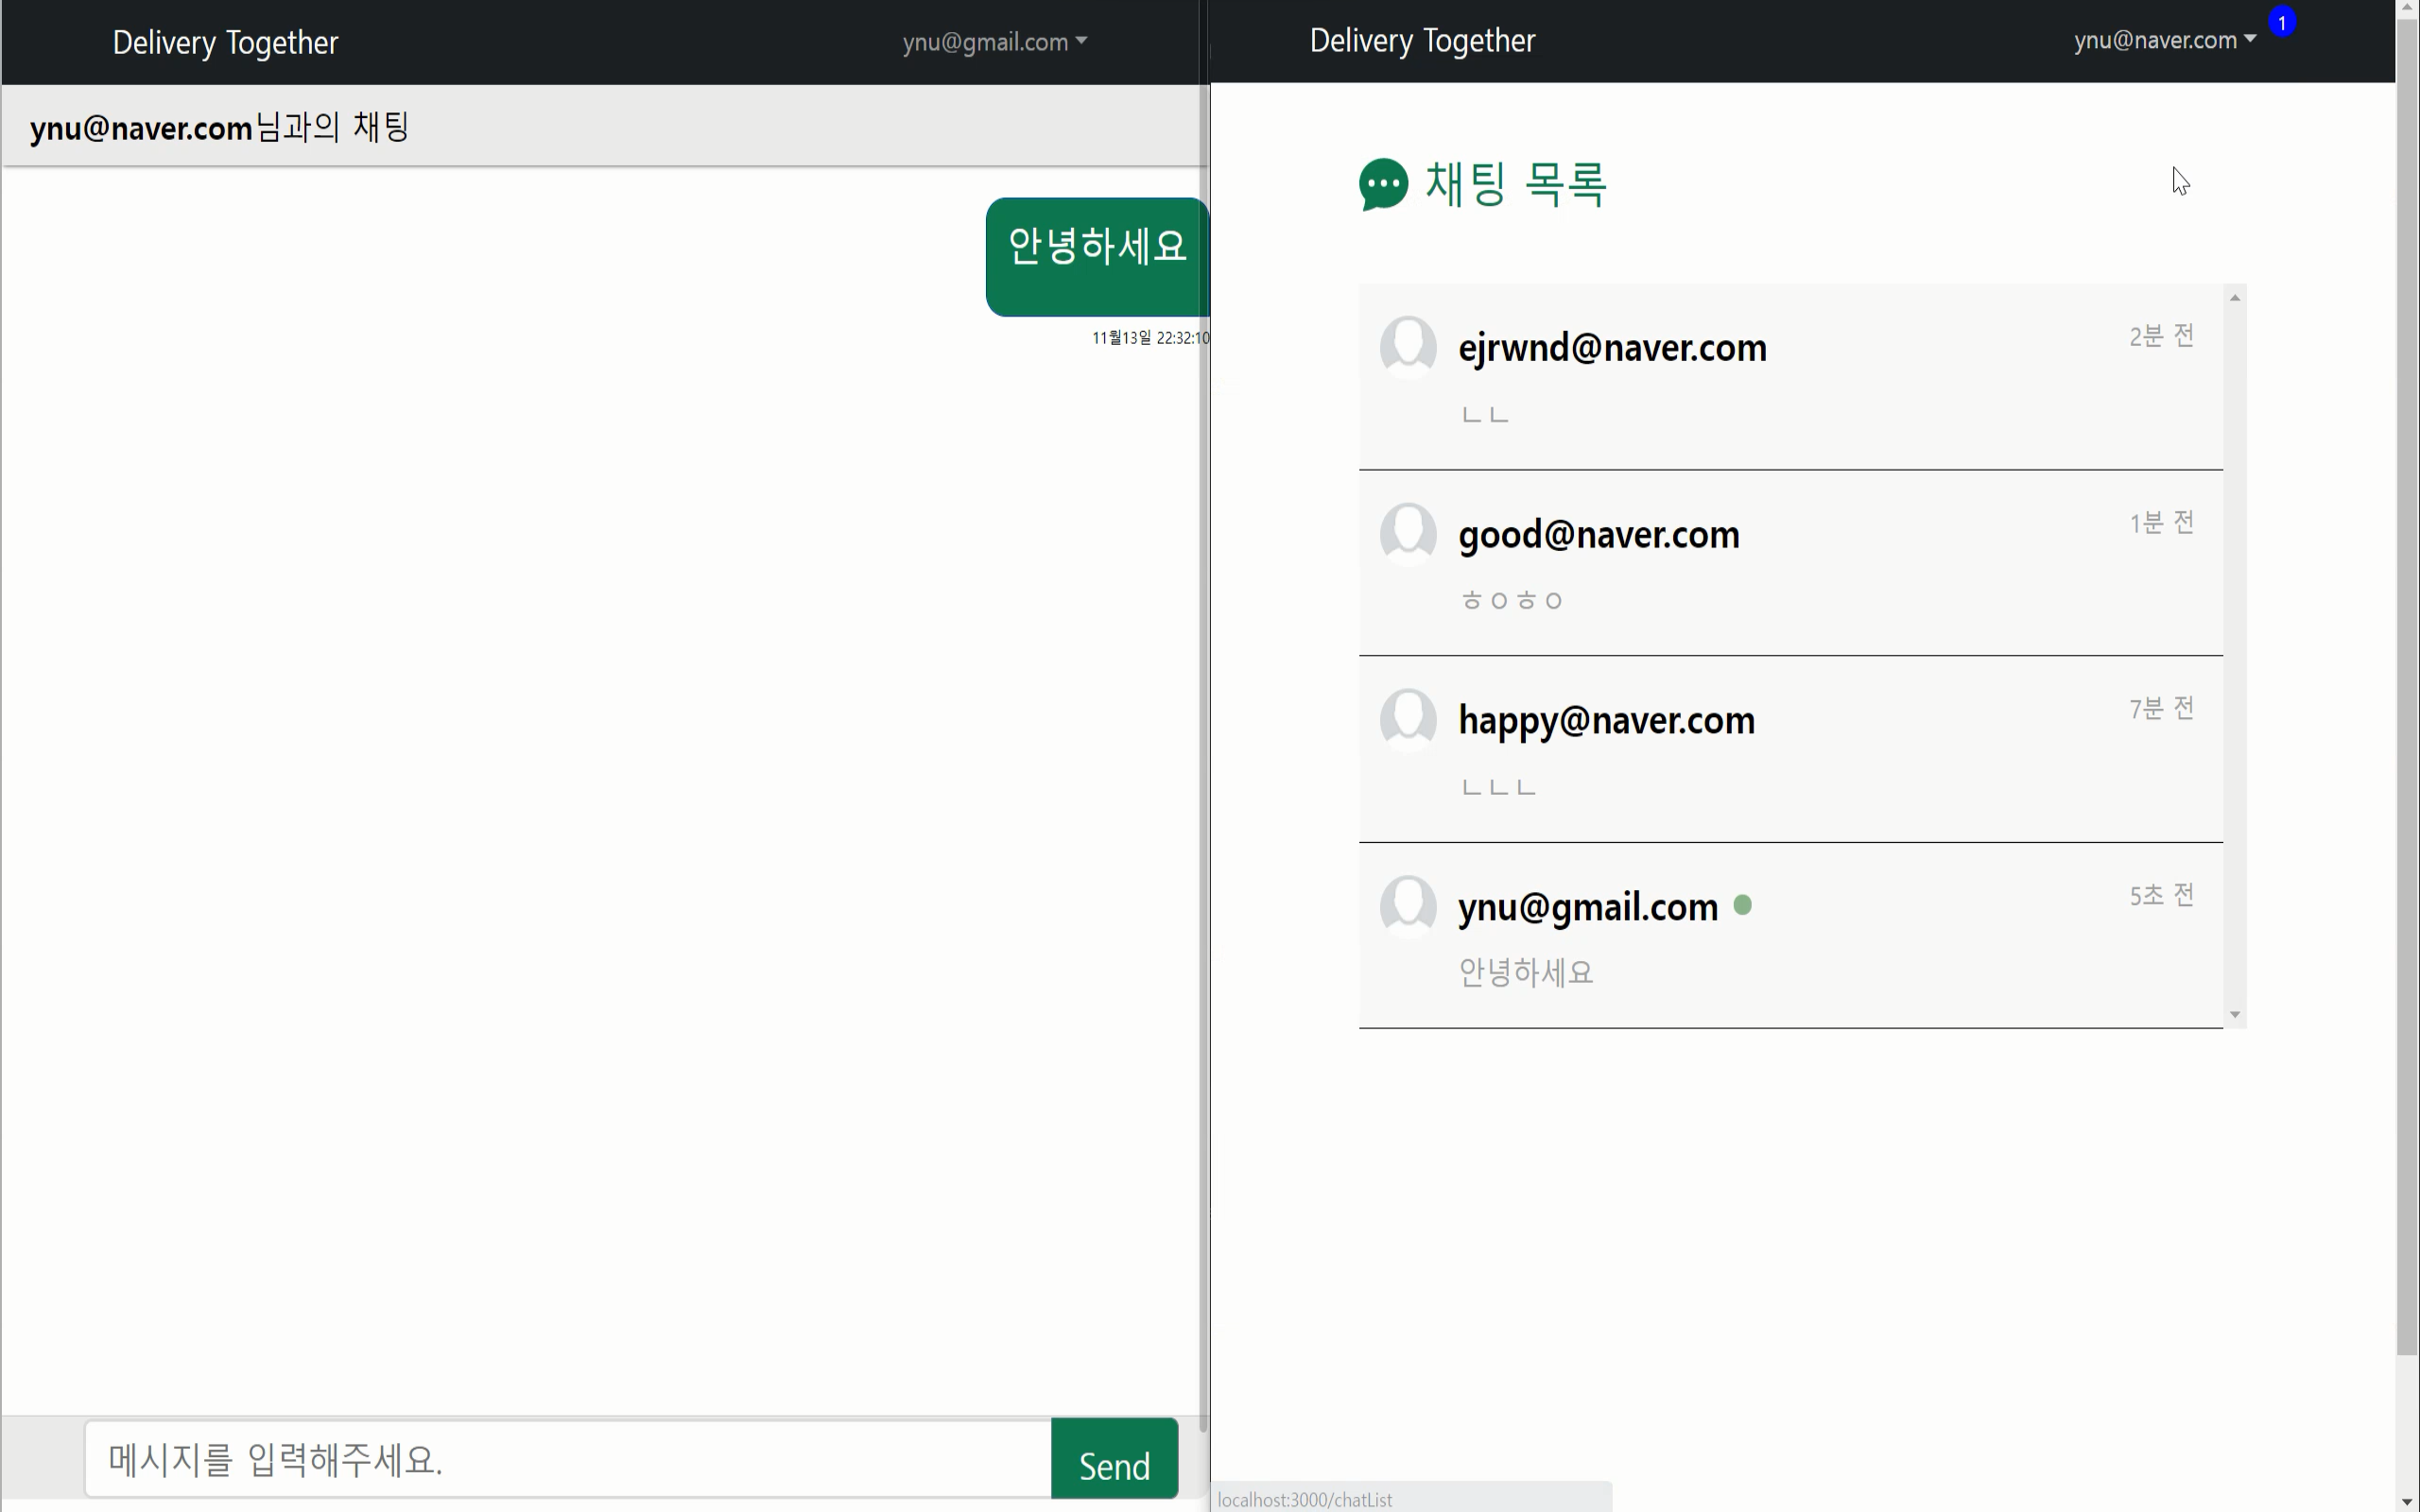 Delivery Together
ynu@gmail.com
ynu@naver.com님과의 채팅
안녕하세요
11월13일 22:32:10
메시지를 입력해주세요.
Send
Delivery Together
ynu@naver.com
1
채팅 목록
ejrwnd@naver.com
2분 전
ㄴㄴ
good@naver.com
1분 전
ㅎㅇㅎㅇ
happy@naver.com
7분 전
ㄴㄴㄴ
ynu@gmail.com
5초 전
안녕하세요
localhost:3000/chatList